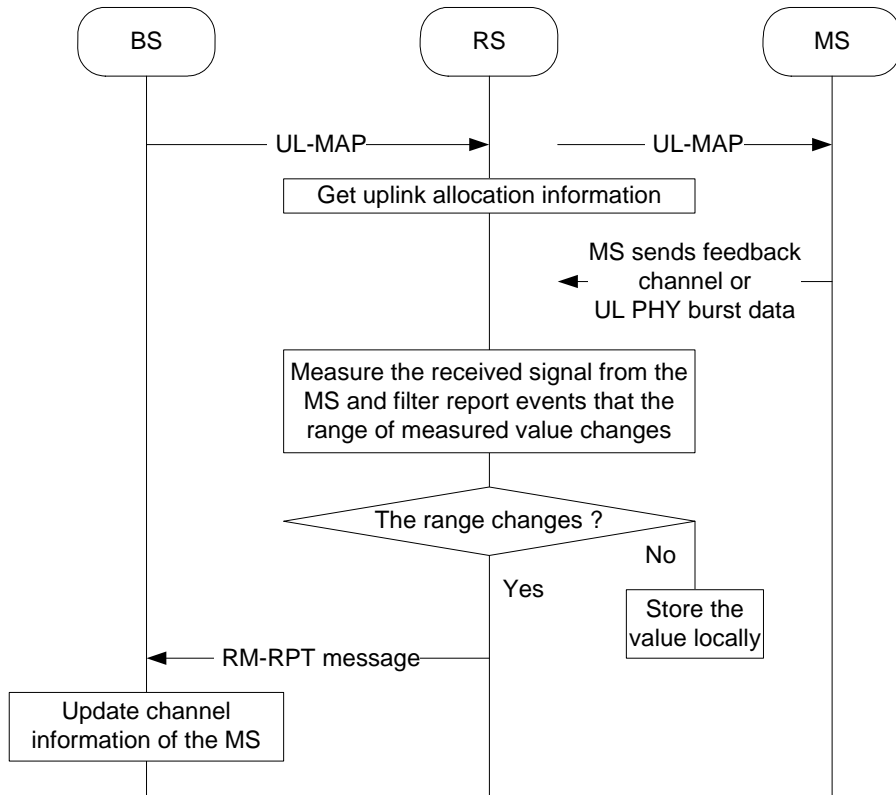 BS
RS
MS
UL-MAP
UL-MAP
Get uplink allocation information
MS sends feedback
channel or
UL PHY burst data
Measure the received signal from the
MS and filter report events that the
range of measured value changes
The range changes ?
No
Yes
Store the
value locally
RM-RPT message
Update channel
information of the MS